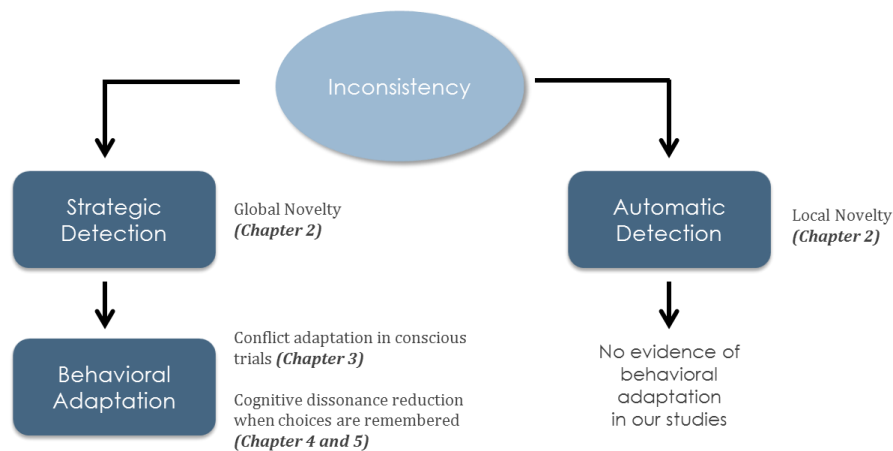 Inconsistency
Strategic
Detection
Global Novelty
(Chapter 2)
Automatic
Detection
Local Novelty
(Chapter 2)
Behavioral
Adaptation
Conflict adaptation in conscious
trials (Chapter 3)
Cognitive dissonance reduction
when choices are remembered
(Chapter 4 and 5)
No evidence of
behavioral
adaptation
in our studies